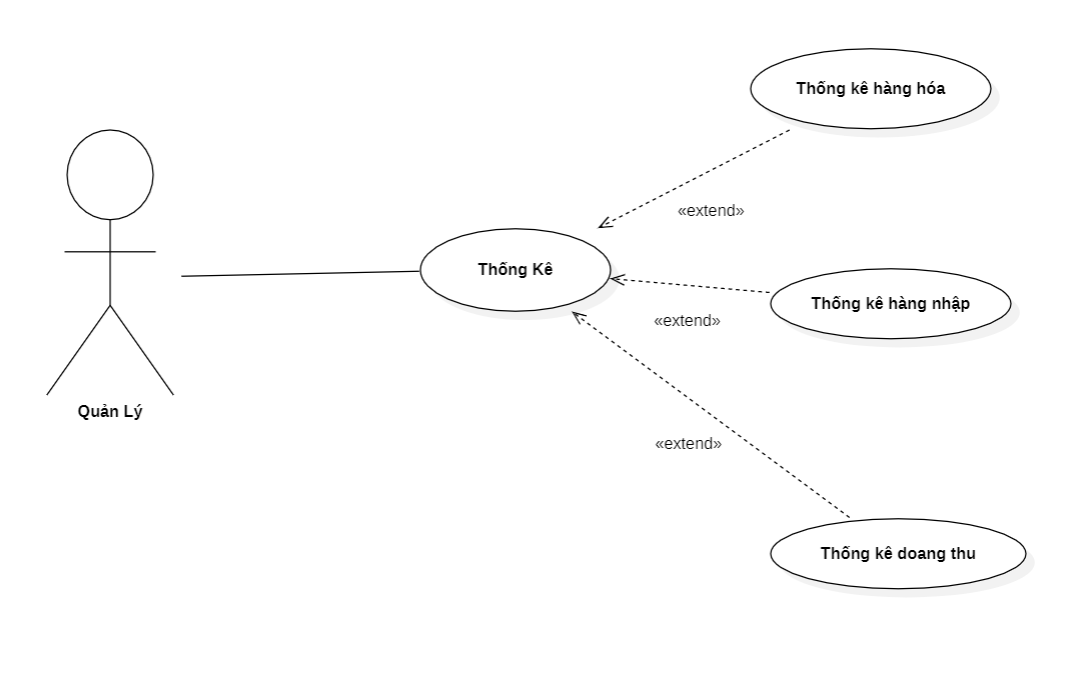 Thống kê hàng hóa
«extend»
Thống Kê
Thống kê hàng nhập
«extend»
Quản Lý
«extend»
Thống kê doang thu